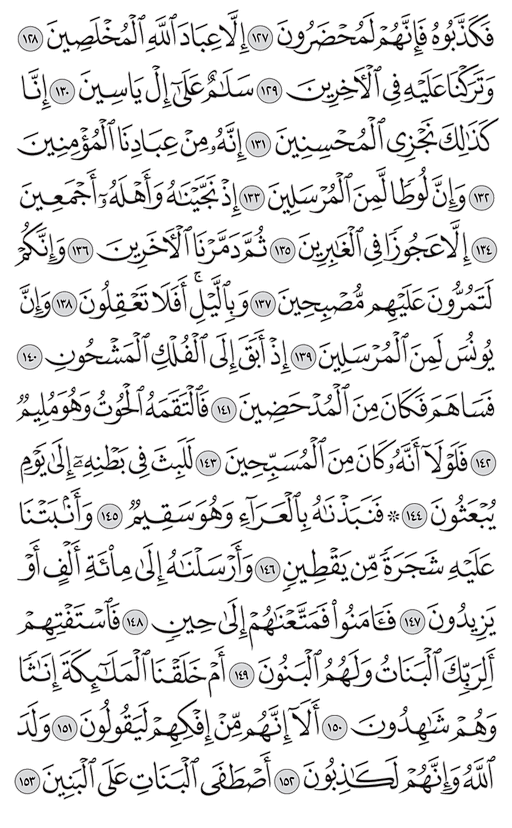 فَكَذَّبُوهُ فَإِنَّهُمْ لَمُحْضَرُونَ ١٢٧ إِلَّا عِبَادَ ٱللَّهِ ٱلْمُخْلَصِينَ ١٢٨
وَتَرَكْنَا عَلَيْهِ فِى ٱلْأَخِرِينَ ١٢٩ سَلَٰمٌ عَلَىٰٓ إِلْ يَاسِينَ ١٣٠ إِنَّا
كَذَٰلِكَ نَجْزِى ٱلْمُحْسِنِينَ ١٣١ إِنَّهُۥ مِنْ عِبَادِنَا ٱلْمُؤْمِنِينَ
١٣٢ وَإِنَّ لُوطًا لَّمِنَ ٱلْمُرْسَلِينَ ١٣٣ إِذْ نَجَّيْنَٰهُ وَأَهْلَهُۥٓ أَجْمَعِينَ
١٣٤ إِلَّا عَجُوزًا فِى ٱلْغَٰبِرِينَ ١٣٥ ثُمَّ دَمَّرْنَا ٱلْأَخَرِينَ ١٣٦ وَإِنَّكُمْ
لَتَمُرُّونَ عَلَيْهِم مُّصْبِحِينَ ١٣٧ وَبِٱلَّيْلِ ۚ أَفَلَا تَعْقِلُونَ ١٣٨ وَإِنَّ
يُونُسَ لَمِنَ ٱلْمُرْسَلِينَ ١٣٩ إِذْ أَبَقَ إِلَى ٱلْفُلْكِ ٱلْمَشْحُونِ ١٤٠
فَسَاهَمَ فَكَانَ مِنَ ٱلْمُدْحَضِينَ ١٤١ فَٱلْتَقَمَهُ ٱلْحُوتُ وَهُوَ مُلِيمٌ
١٤٢ فَلَوْلَآ أَنَّهُۥ كَانَ مِنَ ٱلْمُسَبِّحِينَ ١٤٣ لَلَبِثَ فِى بَطْنِهِۦٓ إِلَىٰ يَوْمِ
يُبْعَثُونَ ١٤٤ ۞ فَنَبَذْنَٰهُ بِٱلْعَرَآءِ وَهُوَ سَقِيمٌ ١٤٥ وَأَنۢبَتْنَا
عَلَيْهِ شَجَرَةً مِّن يَقْطِينٍ ١٤٦ وَأَرْسَلْنَٰهُ إِلَىٰ مِا۟ئَةِ أَلْفٍ أَوْ
يَزِيدُونَ ١٤٧ فَـَٔامَنُوا۟ فَمَتَّعْنَٰهُمْ إِلَىٰ حِينٍ ١٤٨ فَٱسْتَفْتِهِمْ
أَلِرَبِّكَ ٱلْبَنَاتُ وَلَهُمُ ٱلْبَنُونَ ١٤٩ أَمْ خَلَقْنَا ٱلْمَلَٰٓئِكَةَ إِنَٰثًا
وَهُمْ شَٰهِدُونَ ١٥٠ أَلَآ إِنَّهُم مِّنْ إِفْكِهِمْ لَيَقُولُونَ ١٥١ وَلَدَ
ٱللَّهُ وَإِنَّهُمْ لَكَٰذِبُونَ ١٥٢ أَصْطَفَى ٱلْبَنَاتِ عَلَى ٱلْبَنِينَ ١٥٣